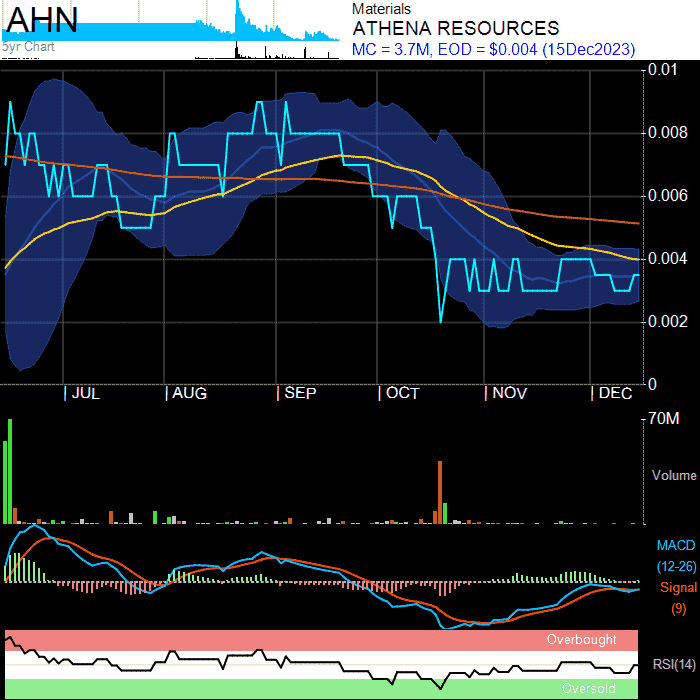 AHN
5yr Chart
Materials
ATHENA RESOURCES
MC = 3.7M, EOD = $0.004 (15Dec2023)
0.01
0.008
0.006
0.004
0.002
0
JUL AUG SEP OCT NOV DEC
70M
Volume
MACD
(12-26)
Signal
(9)
Overbought
RSI(14)
Oversold